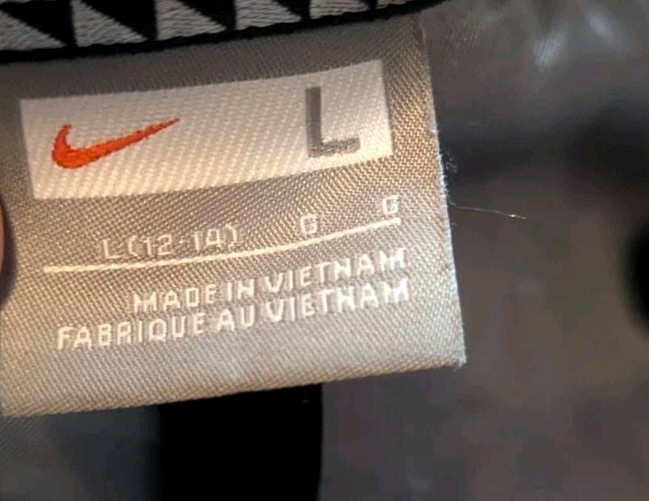 L
L(12-14) G G
MADE IN VIETNAM
FABRIQUE AU VIETNAM